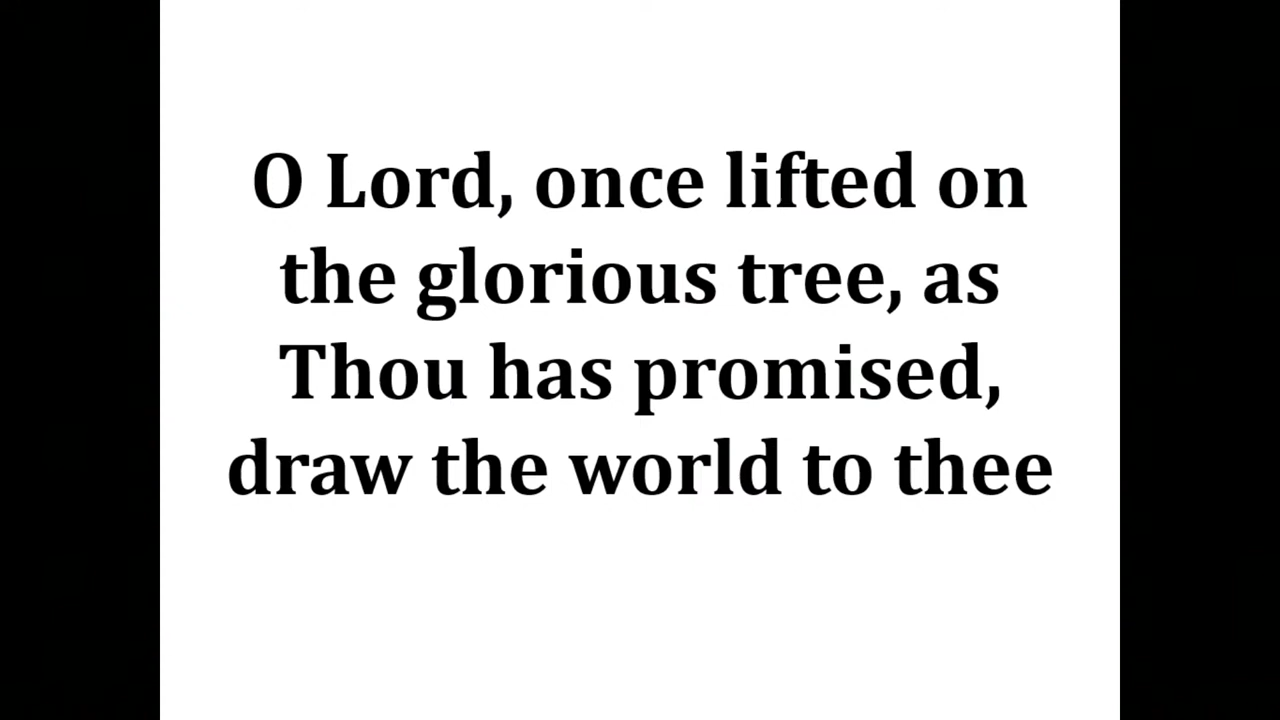 O Lord, once lifted on
the glorious tree, as
Thou has promised,
draw the world to thee